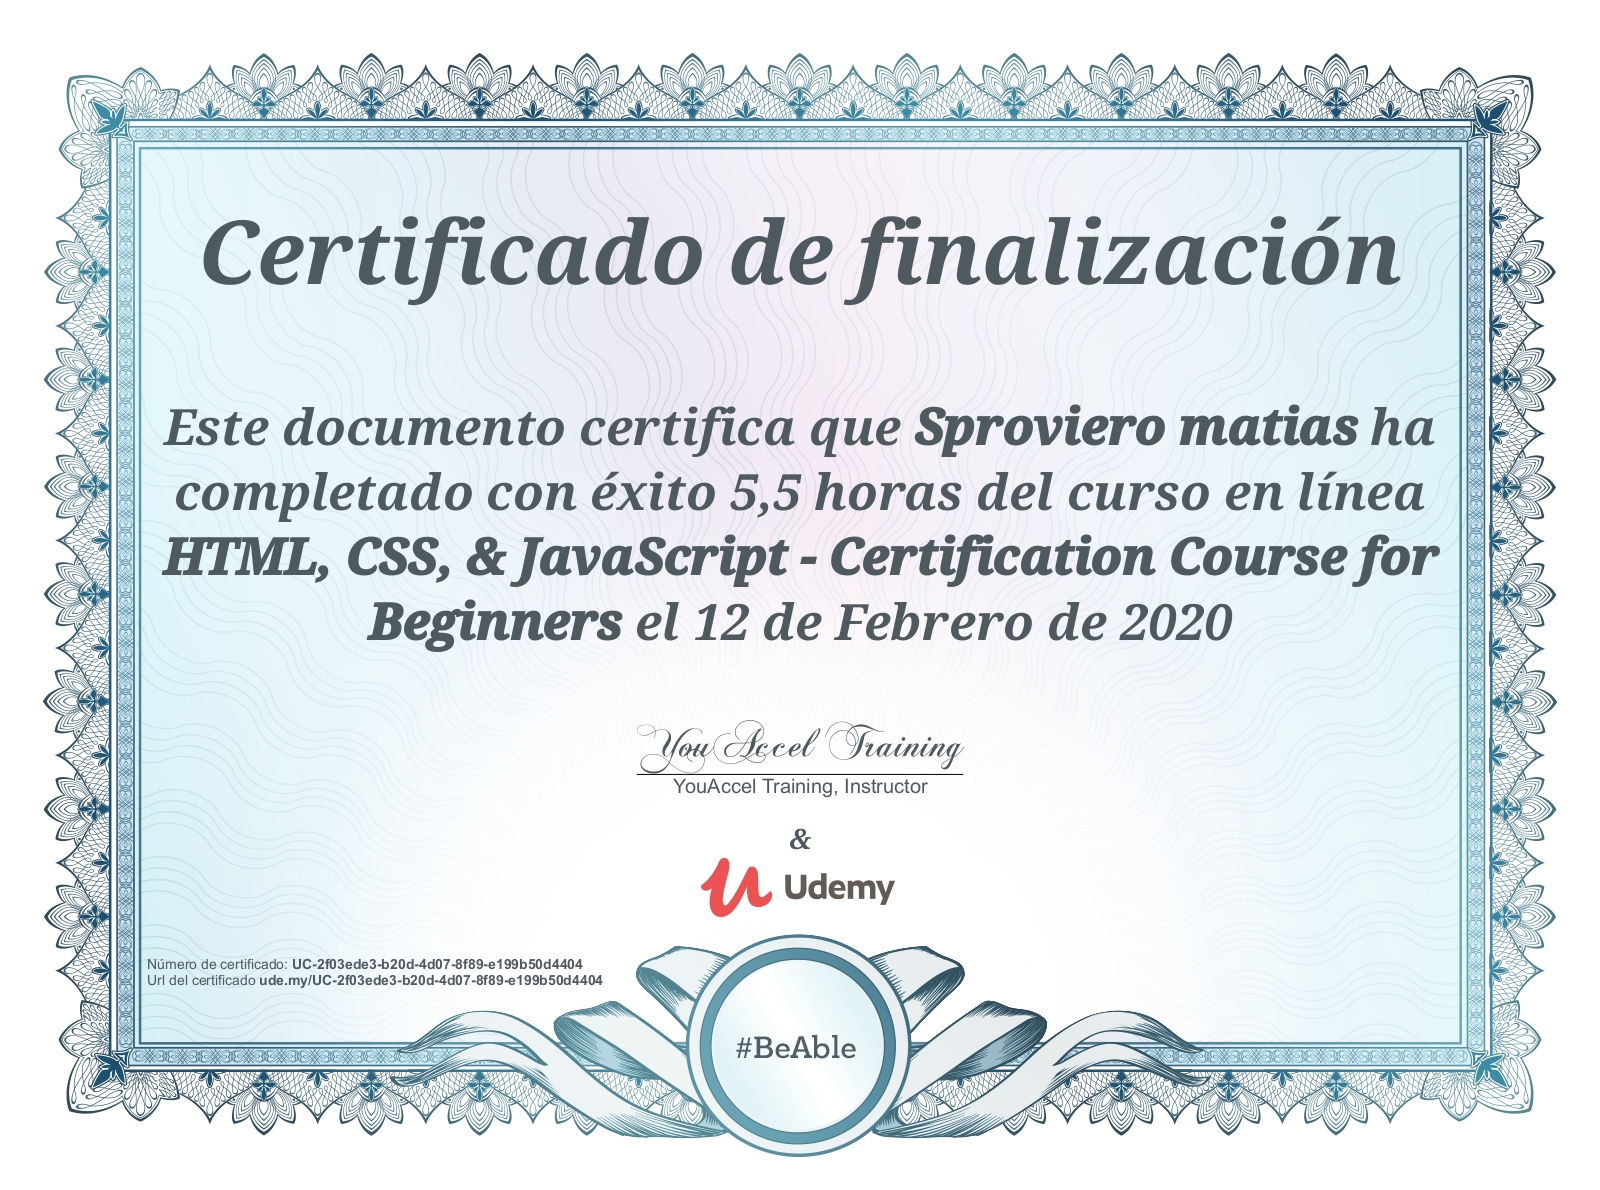 Certificado de finalización
Este documento certifica que Sproviero matias ha
completado con éxito 5,5 horas del curso en línea
HTML, CSS, & JavaScript - Certification Course for
Beginners el 12 de Febrero de 2020
YouAccel Training
YouAccel Training, Instructor
&
Udemy
Número de certificado: UC-2f03ede3-b20d-4d07-8f89-e199b50d4404
Url del certificado ude.my/UC-2f03ede3-b20d-4d07-8f89-e199b50d4404
#BeAble